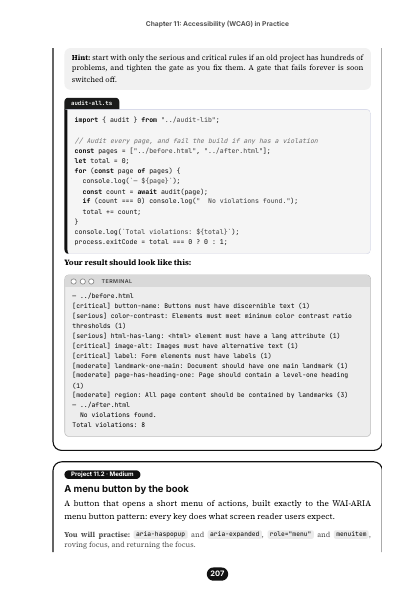 Chapter 11: Accessibility (WCAG) in Practice
Hint: start with only the serious and critical rules if an old project has hundreds of
problems, and tighten the gate as you fix them. A gate that fails forever is soon
switched off.
audit-all.ts
import { audit } from "../audit-lib";
// Audit every page, and fail the build if any has a violation
const pages = ["../before.html", "../after.html"];
let total = 0;
for (const page of pages) {
  console.log(`— ${page}`);
  const count = await audit(page);
  if (count === 0) console.log("  No violations found.");
  total += count;
}
console.log(`Total violations: ${total}`);
process.exitCode = total === 0 ? 0 : 1;
Your result should look like this:
TERMINAL
— ../before.html
[critical] button-name: Buttons must have discernible text (1)
[serious] color-contrast: Elements must meet minimum color contrast ratio
thresholds (1)
[serious] html-has-lang: <html> element must have a lang attribute (1)
[critical] image-alt: Images must have alternative text (1)
[critical] label: Form elements must have labels (1)
[moderate] landmark-one-main: Document should have one main landmark (1)
[moderate] page-has-heading-one: Page should contain a level-one heading
(1)
[moderate] region: All page content should be contained by landmarks (3)
— ../after.html
  No violations found.
Total violations: 8
Project 11.2 · Medium
A menu button by the book
A button that opens a short menu of actions, built exactly to the WAI-ARIA
menu button pattern: every key does what screen reader users expect.
You will practise: aria-haspopup and aria-expanded, role="menu" and menuitem,
roving focus, and returning the focus.
207